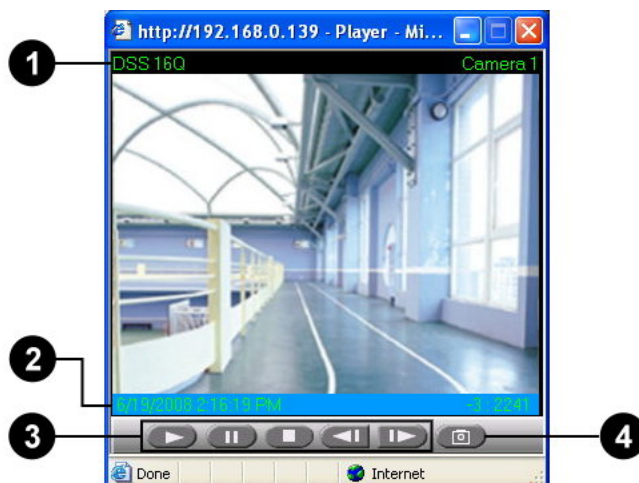 http://192.168.0.139 - Player - Mi...
1
DSS 16Q Camera 1
2
6/19/2008 2:16:19 PM -3 : 2241
3
4
Done Internet